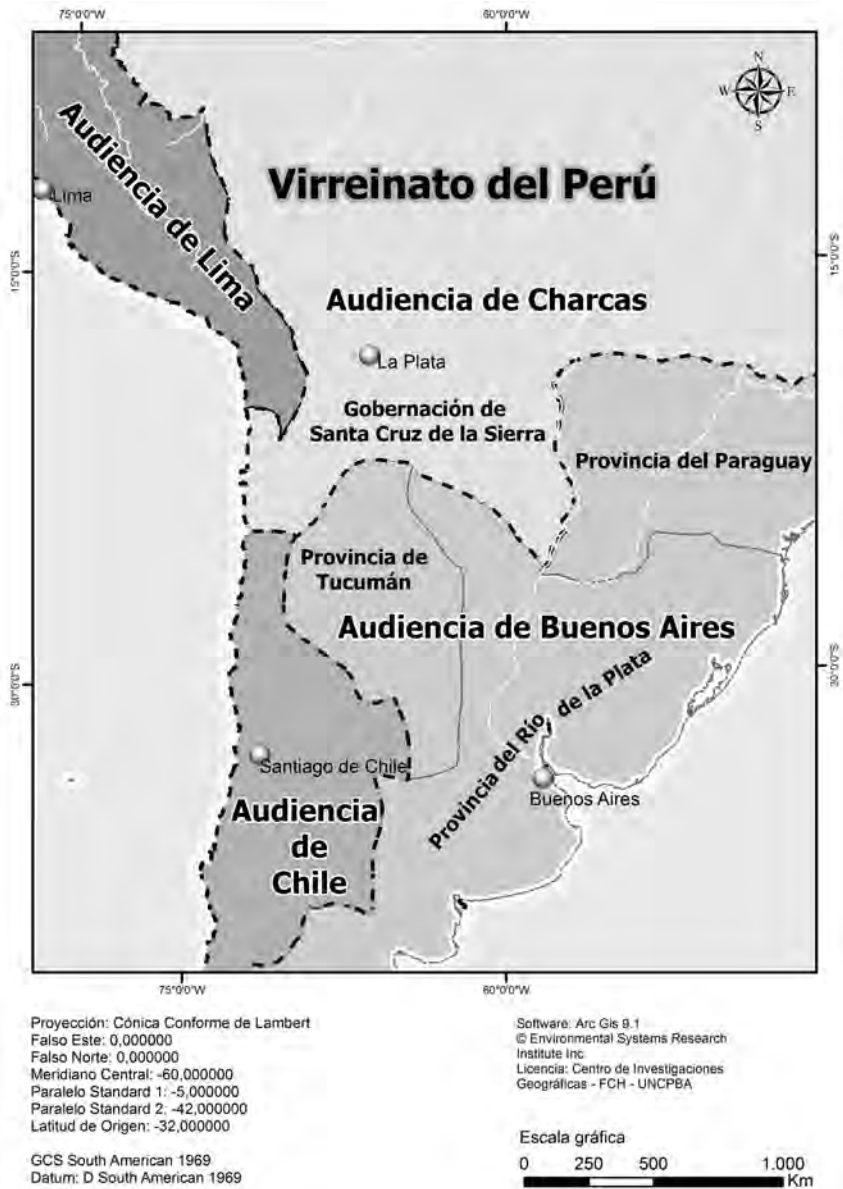 75°0'0"W
60°0'0"W
N
W
E
S
Virreinato del Perú
Audiencia de Lima
Lima
15°0'0"S
15°0'0"S
Audiencia de Charcas
La Plata
Gobernación de
Santa Cruz de la Sierra
Provincia del Paraguay
Provincia de
Tucumán
Audiencia de Buenos Aires
Provincia del Río de la Plata
30°0'0"S
30°0'0"S
Santiago de Chile
Buenos Aires
Audiencia
de
Chile
75°0'0"W
60°0'0"W
Proyección: Cónica Conforme de Lambert
Falso Este: 0,000000
Falso Norte: 0,000000
Meridiano Central: -60,000000
Paralelo Standard 1: -5,000000
Paralelo Standard 2: -42,000000
Latitud de Origen: -32,000000
GCS South American 1969
Datum: D South American 1969
Software: Arc Gis 9.1
© Environmental Systems Research
Institute Inc.
Licencia: Centro de Investigaciones
Geográficas - FCH - UNCPBA
Escala gráfica
0 250 500 1.000
Km